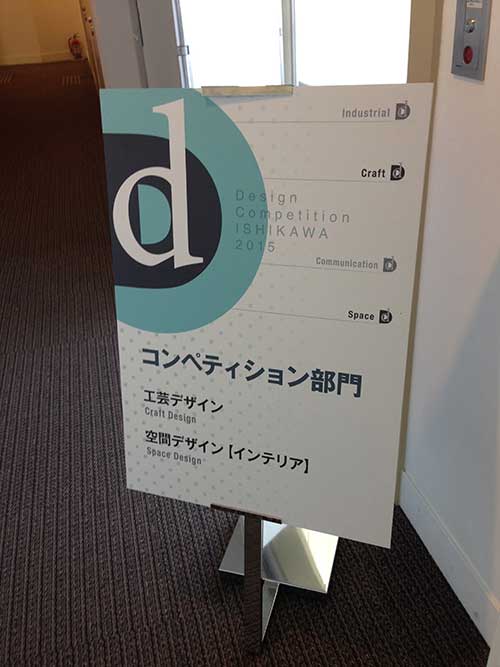 d
Industrial
Craft
Design
Competition
ISHIKAWA
2015
Communication
Space
コンペティション部門
工芸デザイン
Craft Design
空間デザイン【インテリア】
Space Design